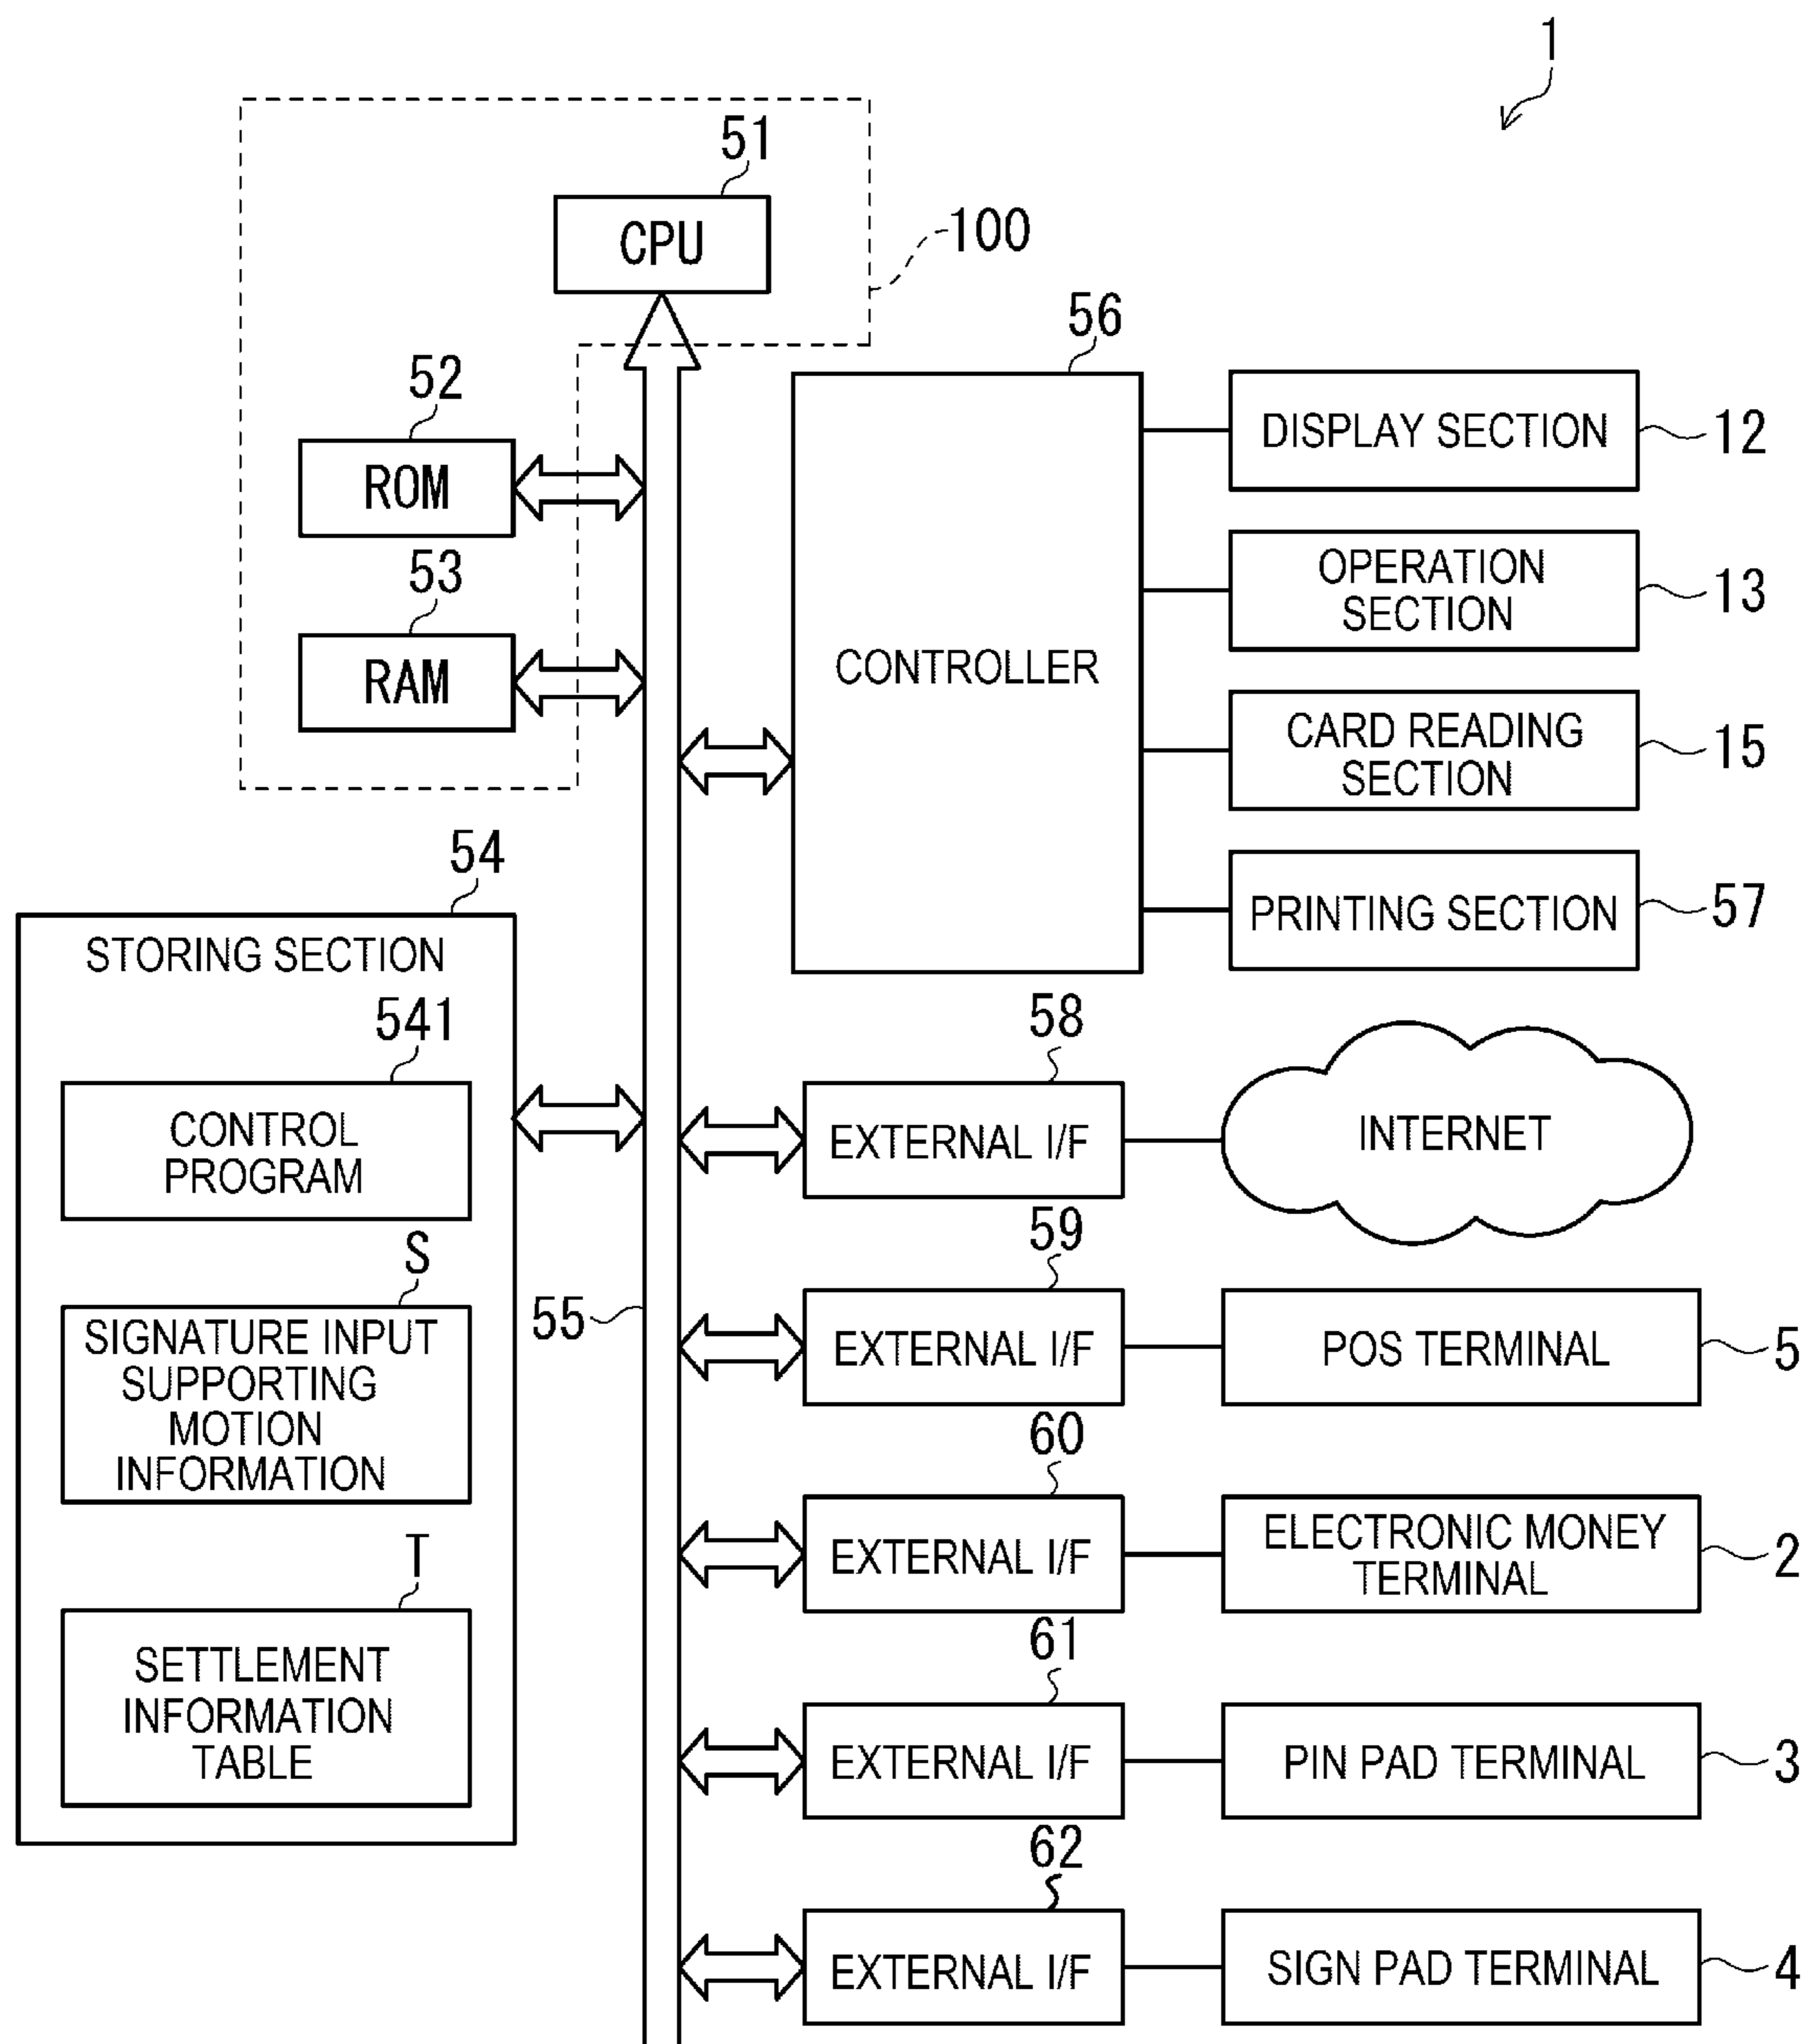 1
51
CPU
100
52
ROM
53
RAM
56
CONTROLLER
DISPLAY SECTION
12
OPERATION
SECTION
13
CARD READING
SECTION
15
PRINTING SECTION
57
54
STORING SECTION
541
CONTROL
PROGRAM
S
SIGNATURE INPUT
SUPPORTING
MOTION
INFORMATION
T
SETTLEMENT
INFORMATION
TABLE
55
58
EXTERNAL I/F
INTERNET
59
EXTERNAL I/F
POS TERMINAL
5
60
EXTERNAL I/F
ELECTRONIC MONEY
TERMINAL
2
61
EXTERNAL I/F
PIN PAD TERMINAL
3
62
EXTERNAL I/F
SIGN PAD TERMINAL
4